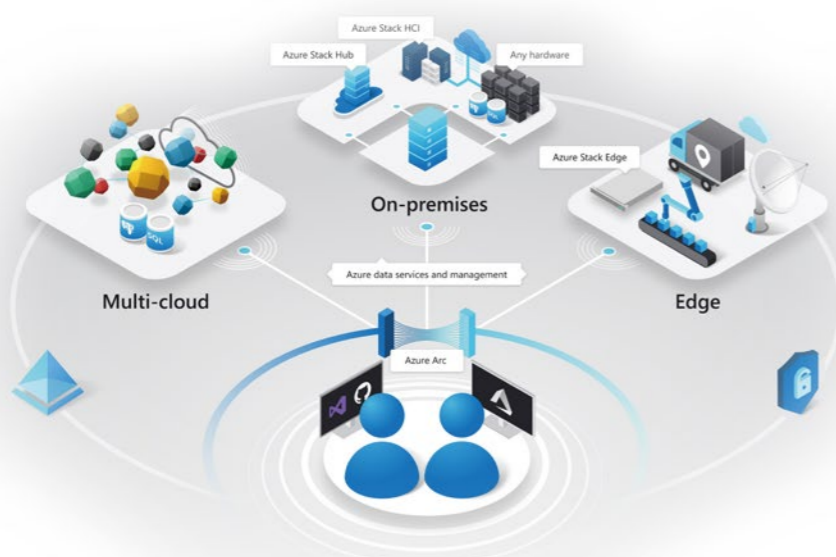 Azure Stack HCI
Azure Stack Hub
Any hardware
Azure Stack Edge
On-premises
Azure data services and management
Multi-cloud
Edge
Azure Arc
SQL